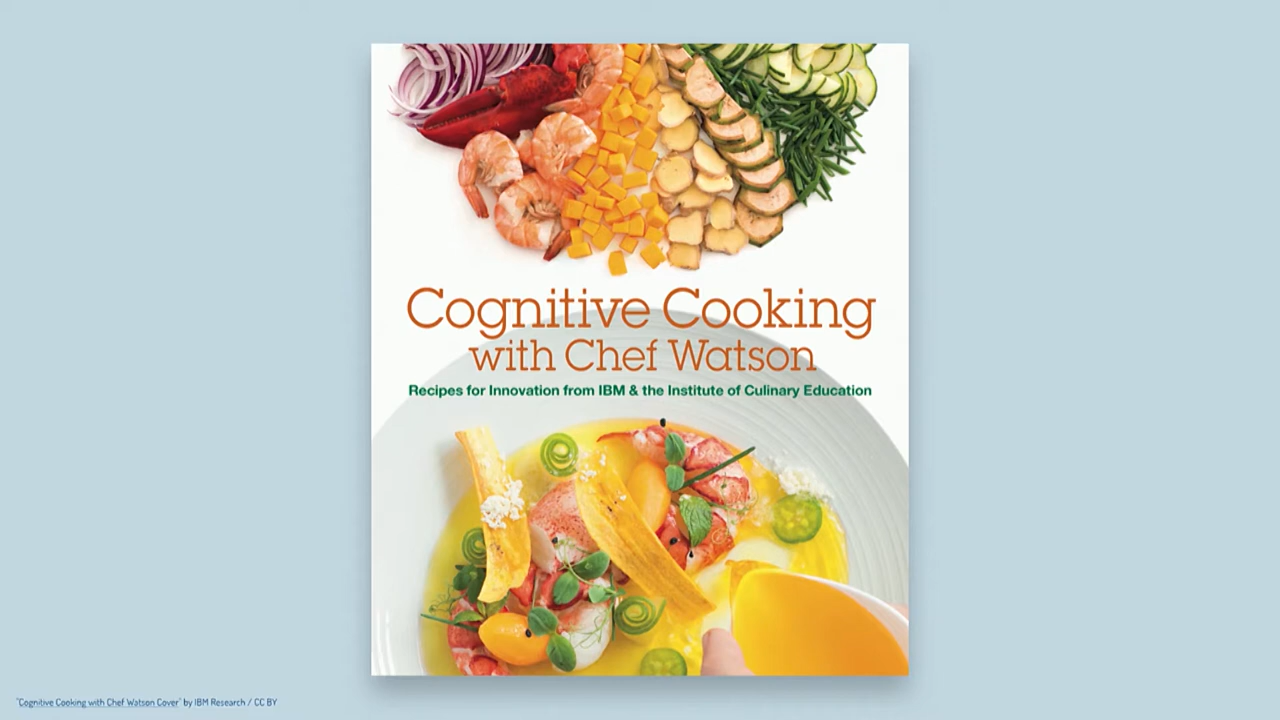 Cognitive Cooking
with Chef Watson
Recipes for Innovation from IBM & the Institute of Culinary Education
"Cognitive Cooking with Chef Watson Cover" by IBM Research / CC BY